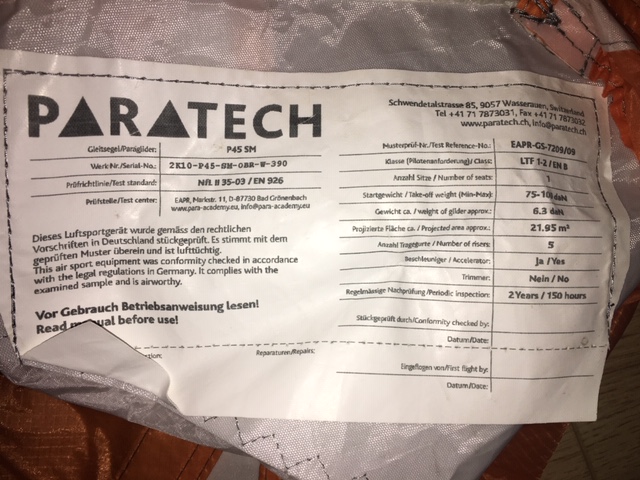 PARATECH
Schwendetalstrasse 85, 9057 Wasserauen, Switzerland
Tel +41 71 7873031, Fax +41 71 7873032
www.paratech.ch, info@paratech.ch
Gleitsegel/Paraglider: P45 SM
Werk Nr./Serial-No.: 2K10-P45-SM-OBR-W-390
Prüfrichtlinie/Test standard: NfL II 35-03 / EN 926
Prüfstelle/Test center: EAPR, Markstr. 11, D-87730 Bad Grönenbach
www.para-academy.eu, info@para-academy.eu
Dieses Luftsportgerät wurde gemäss den rechtlichen
Vorschriften in Deutschland stückgeprüft. Es stimmt mit dem
geprüften Muster überein und ist lufttüchtig.
This air sport equipment was conformity checked in accordance
with the legal regulations in Germany. It complies with the
examined sample and is airworthy.
Vor Gebrauch Betriebsanweisung lesen!
Read before use!
Reparaturen/Repairs:
Musterprüf-Nr./Test Reference-No.: EAPR-GS-7209/09
Klasse (Pilotenanforderung)/ Class: LTF 1-2 / EN B
Anzahl Sitze / Number of seats: 1
Startgewicht / Take-off weight (Min-Max): daN
Gewicht ca. / weight of glider approx.: 6.3 daN
Projizierte Fläche ca. / Projected area approx.: 21.95 m²
Anzahl Tragegurte / Number of risers: 5
Beschleuniger / Accelerator: Ja / Yes
Trimmer: Nein / No
Regelmässige Nachprüfung /Periodic inspection: 2 Years / 150 hours
Stückgeprüft durch/Conformity checked by:
Datum/Date:
Eingeflogen von/First flight by:
Datum/Date: